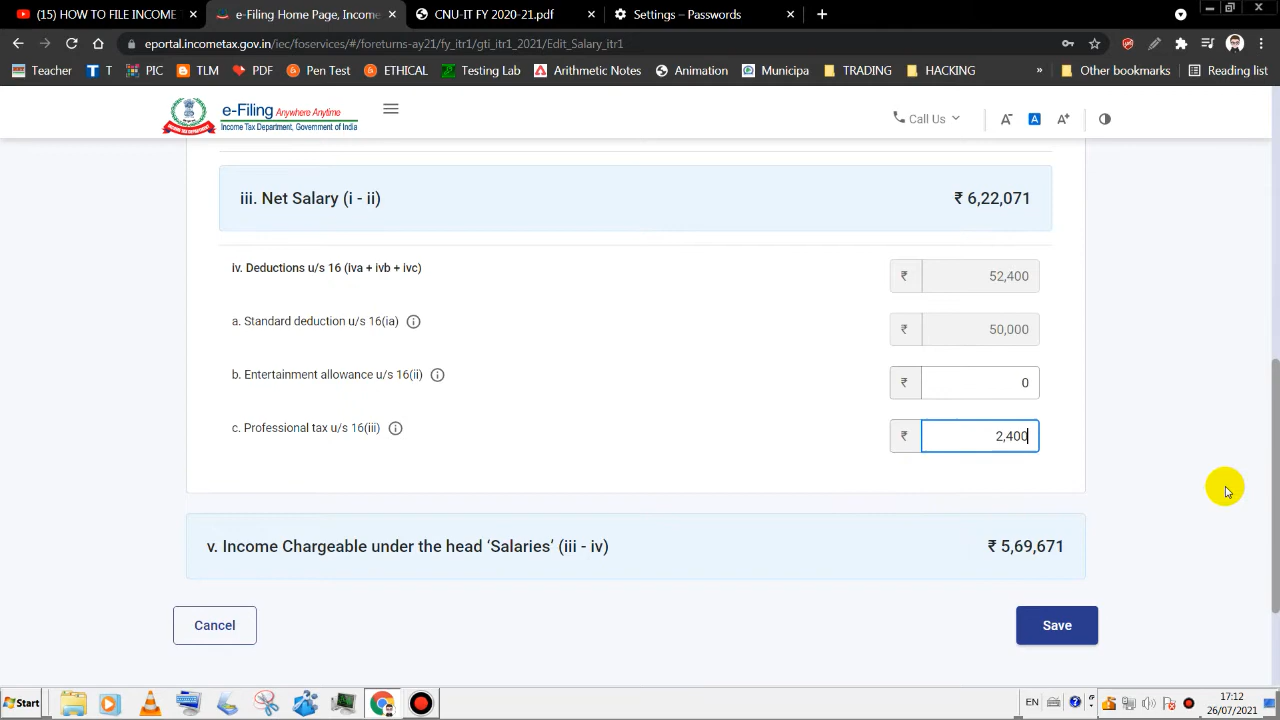 (15) HOW TO FILE INCOME
e-Filing Home Page, Income
CNU-IT FY 2020-21.pdf
Settings – Passwords
eportal.incometax.gov.in/iec/foservices/#/foreturns-ay21/fy_itr1/gti_itr1_2021/Edit_Salary_itr1
Teacher T PIC TLM PDF Pen Test ETHICAL Testing Lab Arithmetic Notes Animation Municipa TRADING HACKING » Other bookmarks Reading list
e-Filing Anywhere Anytime
Income Tax Department, Government of India
Call Us A- A A+
iii. Net Salary (i - ii) ₹ 6,22,071
iv. Deductions u/s 16 (iva + ivb + ivc) ₹ 52,400
a. Standard deduction u/s 16(ia) ₹ 50,000
b. Entertainment allowance u/s 16(ii) ₹ 0
c. Professional tax u/s 16(iii) ₹ 2,400
v. Income Chargeable under the head ‘Salaries’ (iii - iv) ₹ 5,69,671
Cancel Save
Start EN 17:12
26/07/2021